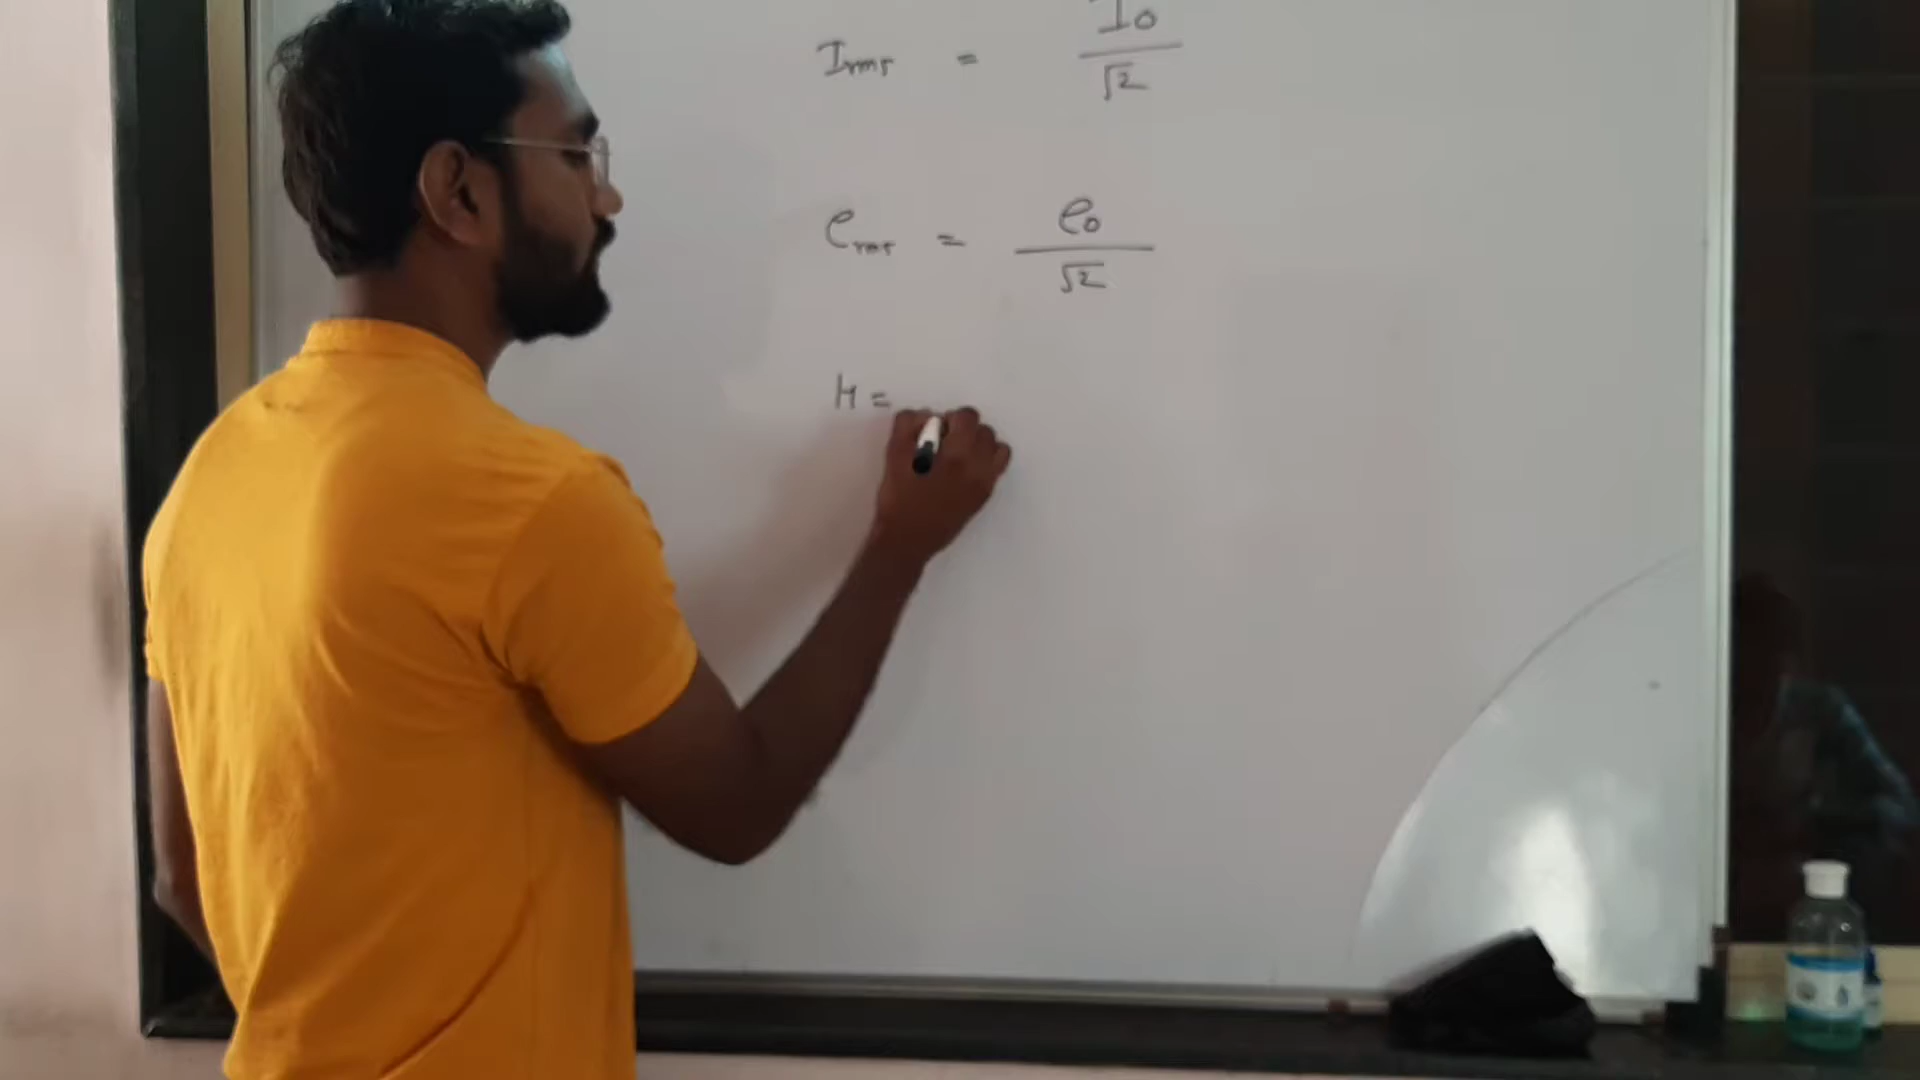 Irms = I0/√2
erms = e0/√2
H =